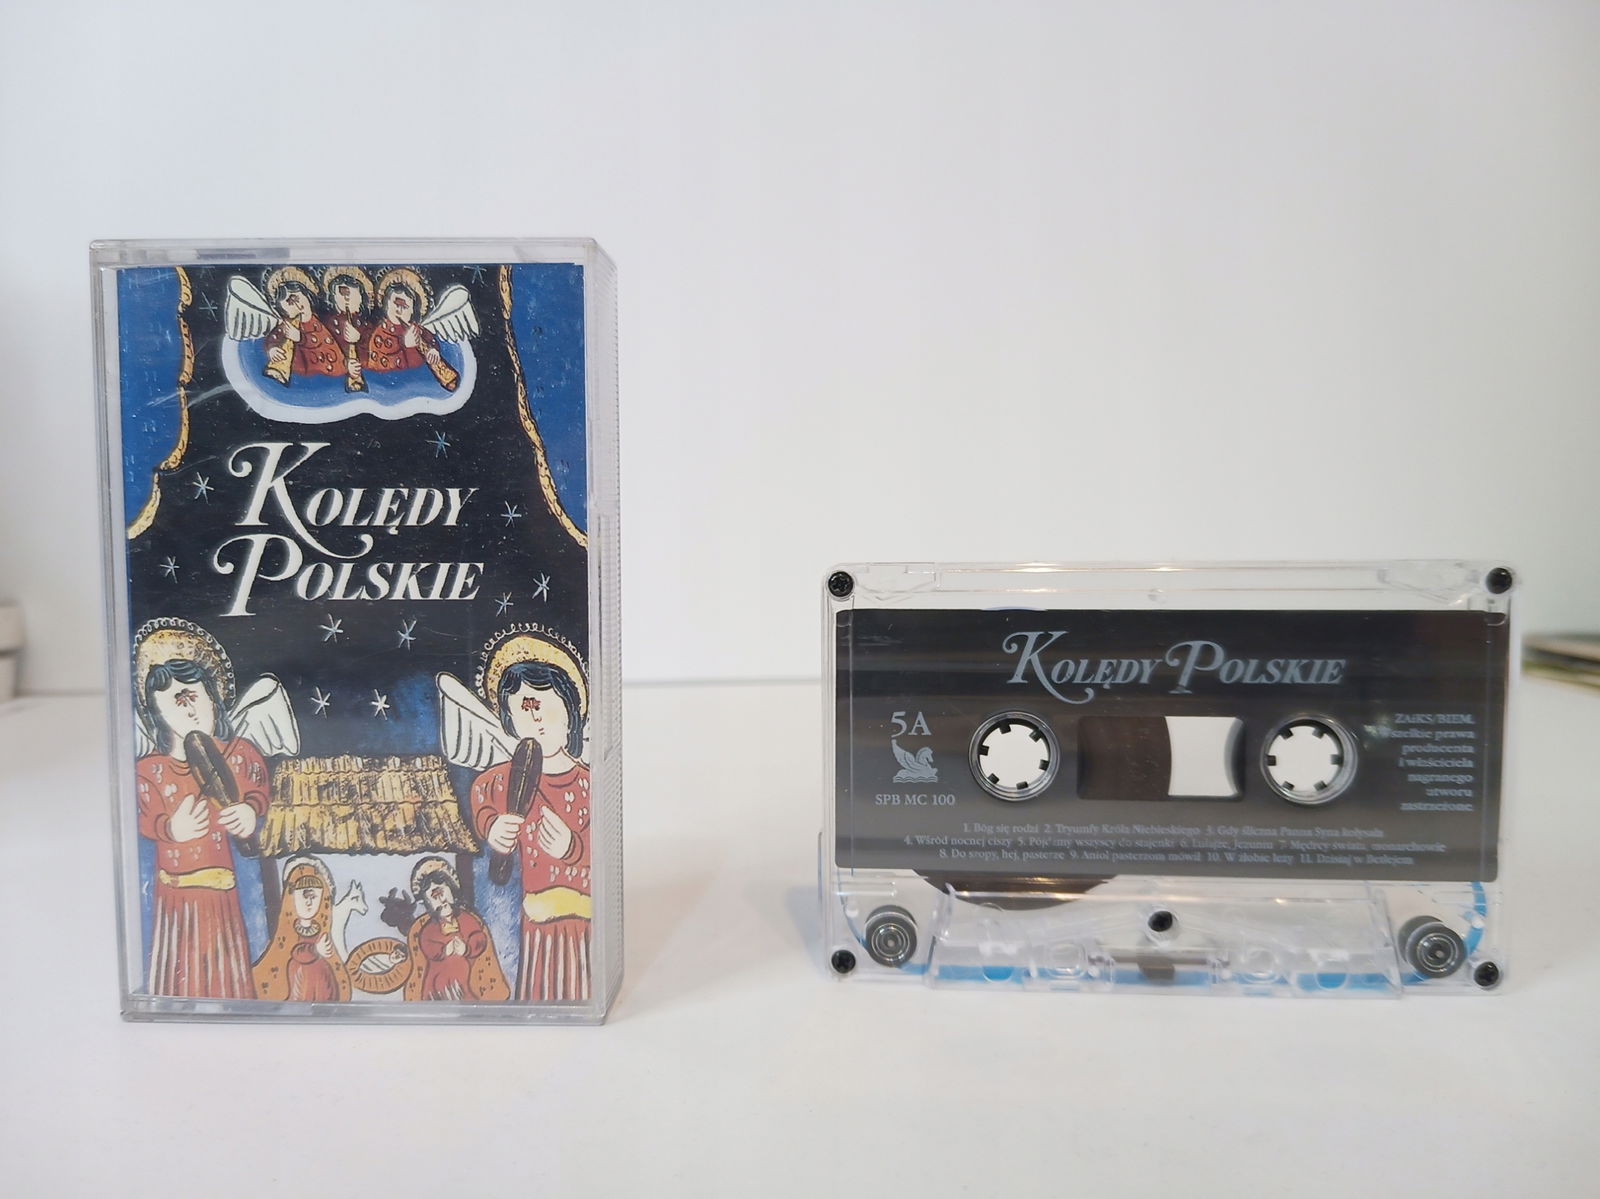 KOLĘDY
POLSKIE
KOLĘDY POLSKIE
5A
SPB MC 100
ZAiKS/BIEM.
Wszelkie prawa
producenta
i właściciela
nagranego
utworu
zastrzeżone.
1. Bóg się rodzi 2. Tryumfy Króla Niebieskiego 3. Gdy śliczna Panna Syna kołysała
4. Wśród nocnej ciszy 5. Pójdźmy wszyscy do stajenki 6. Lulajże, Jezuniu 7. Mędrcy świata, monarchowie
8. Do szopy, hej, pasterze 9. Anioł pasterzom mówił 10. W żłobie leży 11. Dzisiaj w Betlejem